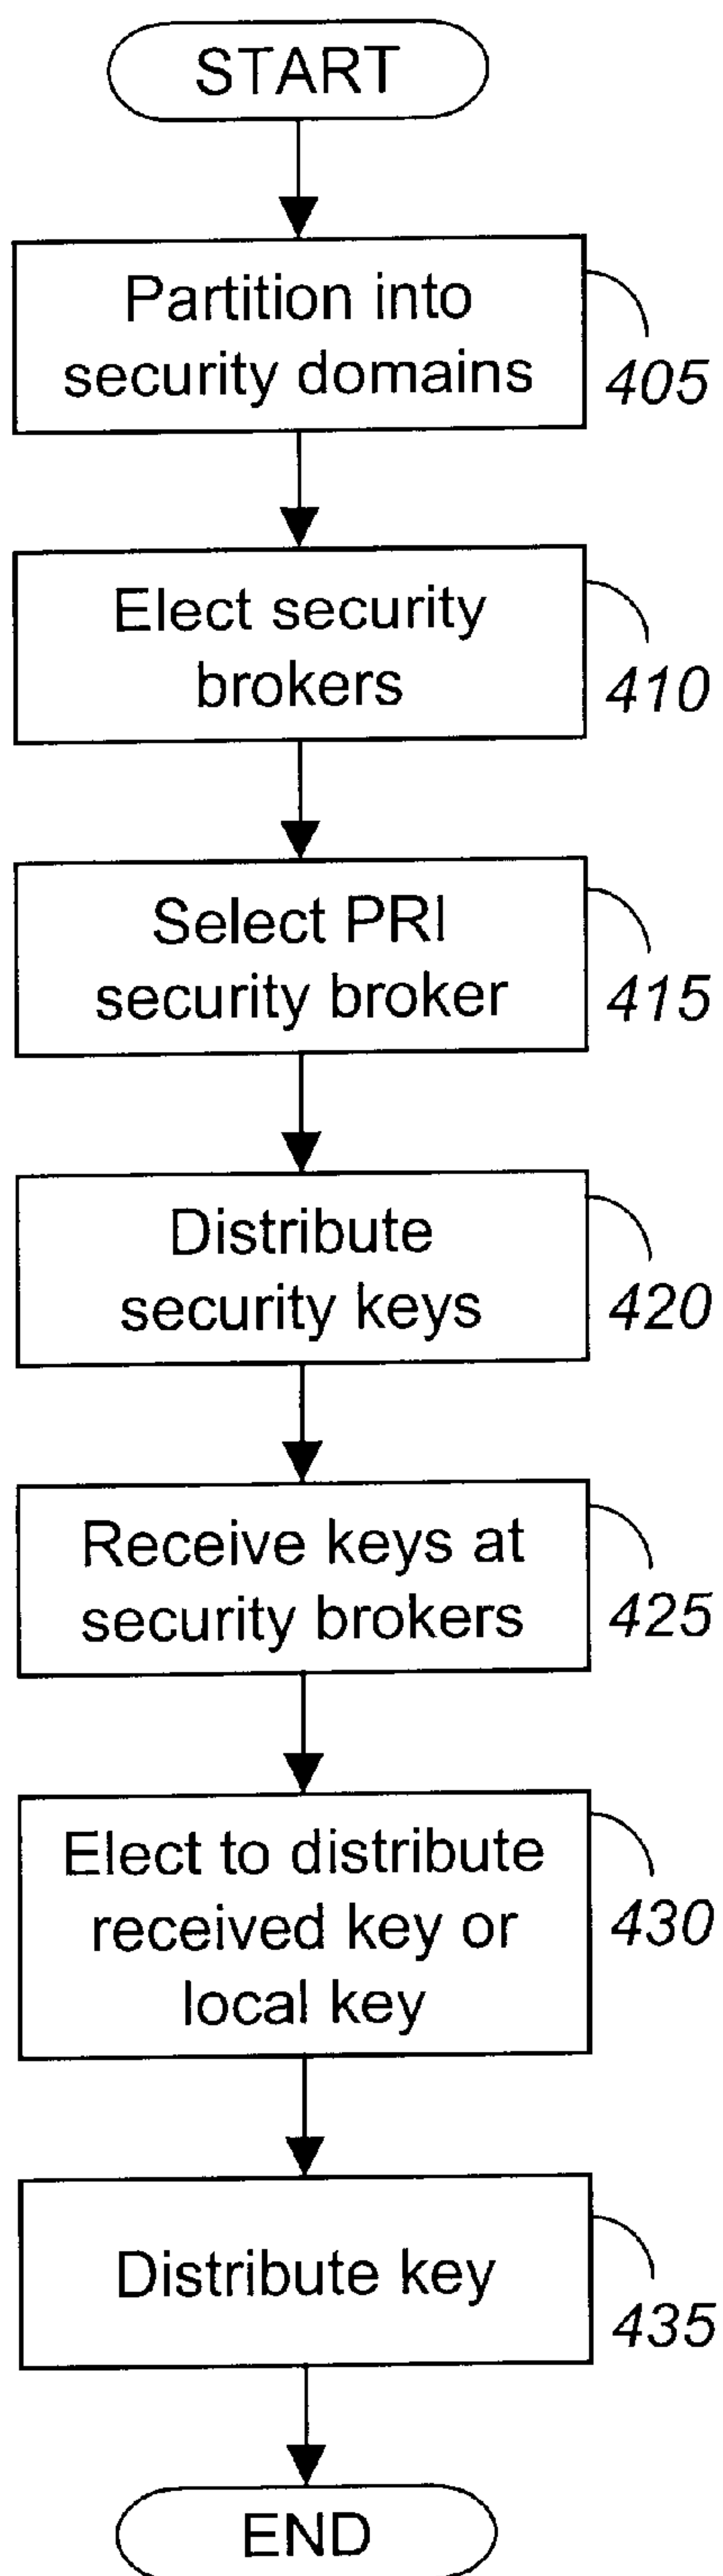 START
Partition into
security domains
405
Elect security
brokers
410
Select PRI
security broker
415
Distribute
security keys
420
Receive keys at
security brokers
425
Elect to distribute
received key or
local key
430
Distribute key
435
END